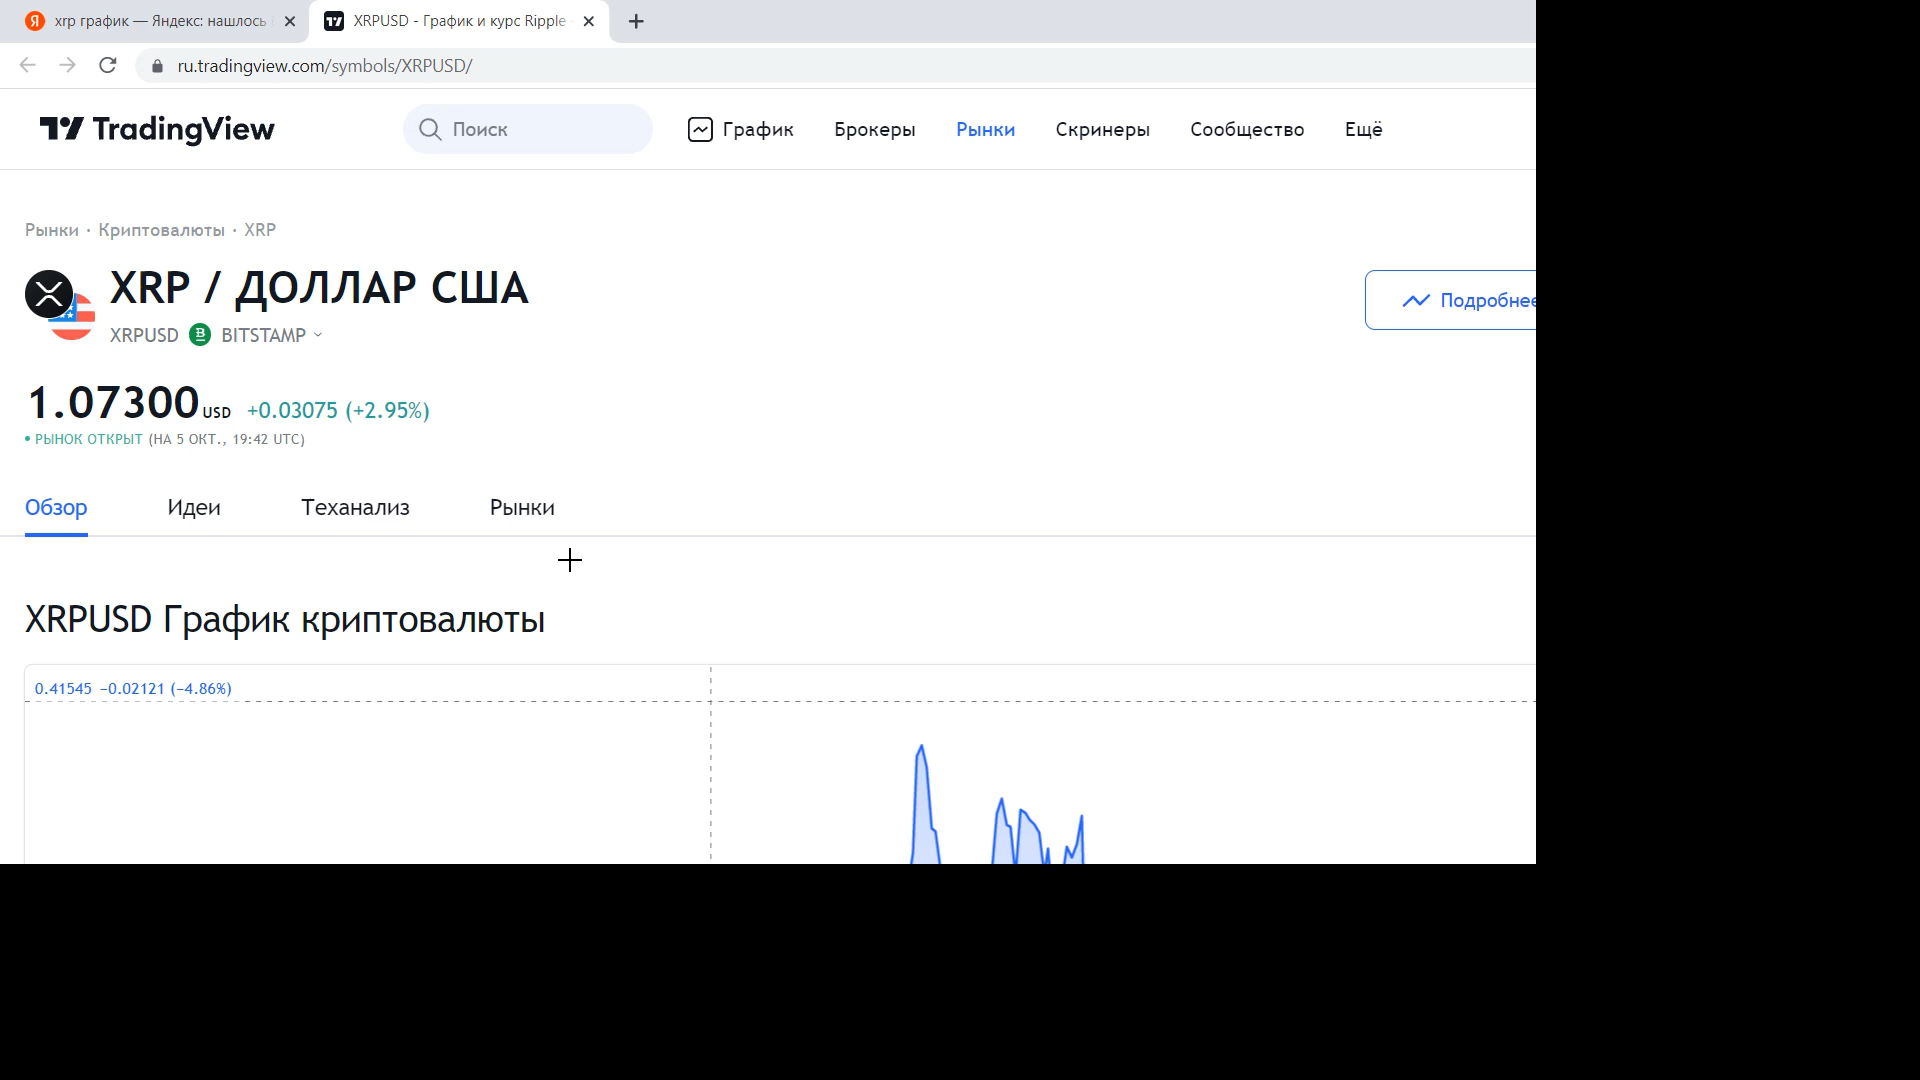 xrp график — Яндекс: нашлось
XRPUSD - График и курс Ripple
ru.tradingview.com/symbols/XRPUSD/
TradingView
Поиск
График
Брокеры
Рынки
Скринеры
Сообщество
Ещё
Рынки · Криптовалюты · XRP
XRP / ДОЛЛАР США
XRPUSD BITSTAMP
Подробнее
1.07300 USD +0.03075 (+2.95%)
• РЫНОК ОТКРЫТ (НА 5 ОКТ., 19:42 UTC)
Обзор
Идеи
Теханализ
Рынки
XRPUSD График криптовалюты
0.41545 −0.02121 (−4.86%)